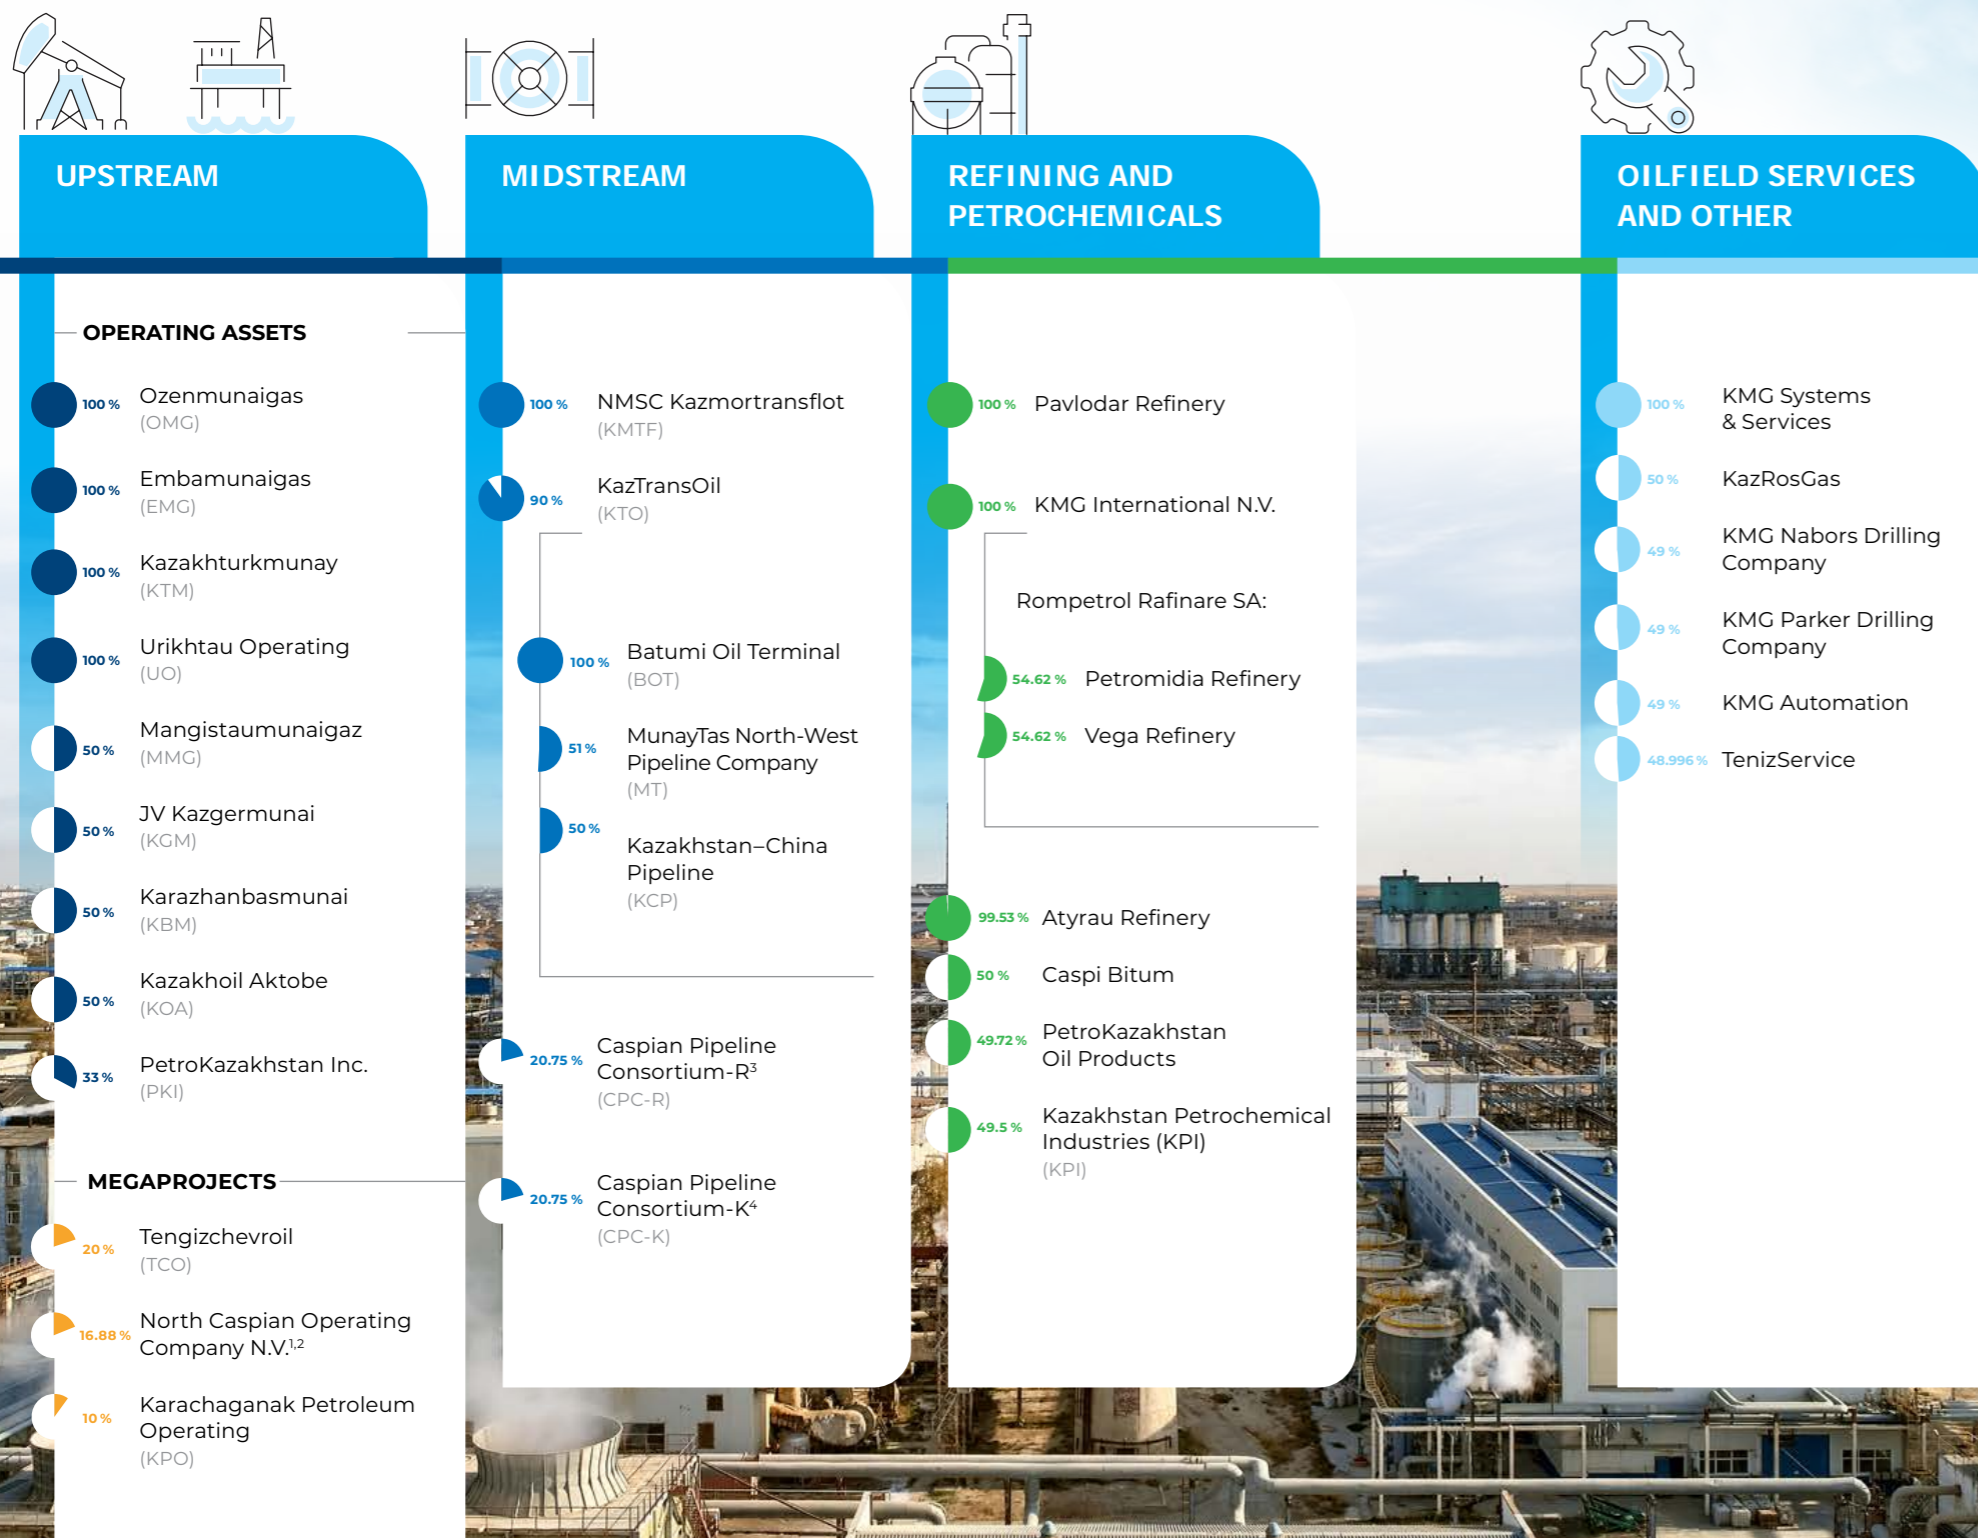 UPSTREAM
OPERATING ASSETS
100 % Ozenmunaigas
(OMG)
100 % Embamunaigas
(EMG)
100 % Kazakhturkmunay
(KTM)
100 % Urikhtau Operating
(UO)
50 % Mangistaumunaigaz
(MMG)
50 % JV Kazgermunai
(KGM)
50 % Karazhanbasmunai
(KBM)
50 % Kazakhoil Aktobe
(KOA)
33 % PetroKazakhstan Inc.
(PKI)
MEGAPROJECTS
20 % Tengizchevroil
(TCO)
16.88 % North Caspian Operating
Company N.V.1,2
10 % Karachaganak Petroleum
Operating
(KPO)
MIDSTREAM
100 % NMSC Kazmortransflot
(KMTF)
90 % KazTransOil
(KTO)
100 % Batumi Oil Terminal
(BOT)
51 % MunayTas North-West
Pipeline Company
(MT)
50 % Kazakhstan–China
Pipeline
(KCP)
20.75 % Caspian Pipeline
Consortium-R3
(CPC-R)
20.75 % Caspian Pipeline
Consortium-K4
(CPC-K)
REFINING AND
PETROCHEMICALS
100 % Pavlodar Refinery
100 % KMG International N.V.
Rompetrol Rafinare SA:
54.62 % Petromidia Refinery
54.62 % Vega Refinery
99.53 % Atyrau Refinery
50 % Caspi Bitum
49.72 % PetroKazakhstan
Oil Products
49.5 % Kazakhstan Petrochemical
Industries (KPI)
(KPI)
OILFIELD SERVICES
AND OTHER
100 % KMG Systems
& Services
50 % KazRosGas
49 % KMG Nabors Drilling
Company
49 % KMG Parker Drilling
Company
49 % KMG Automation
48.996 % TenizService